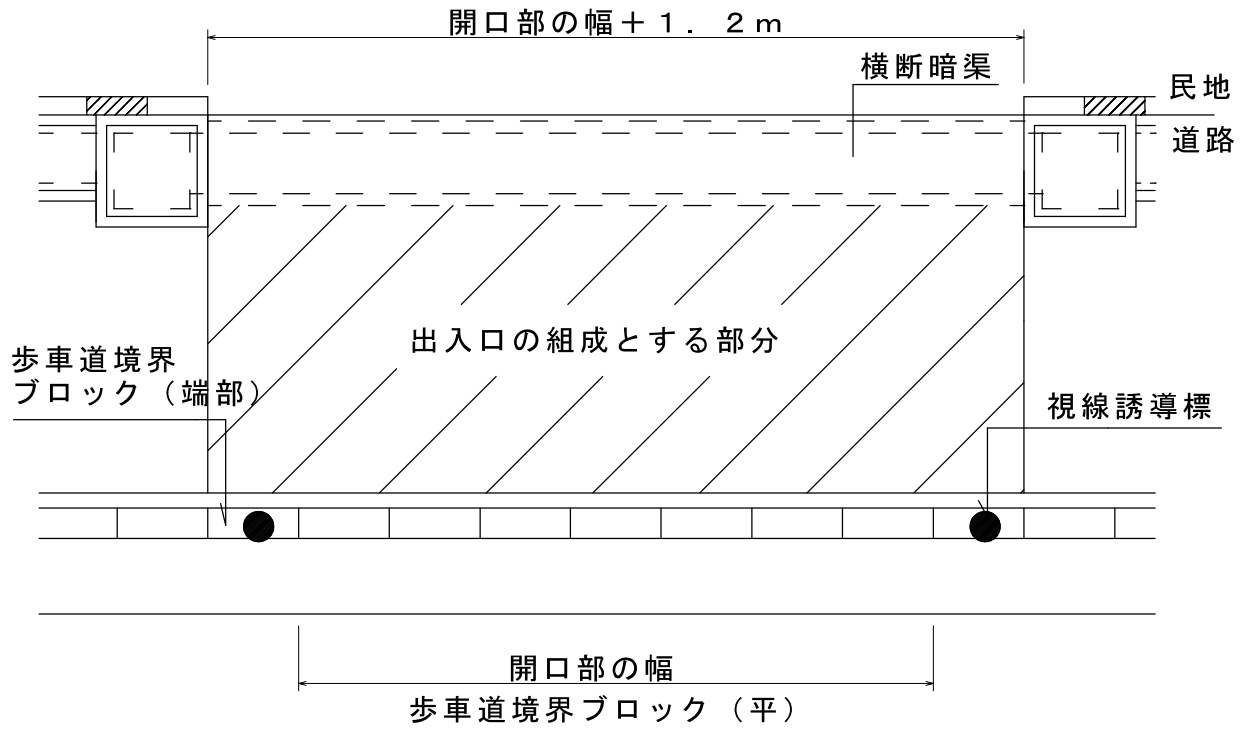 開口部の幅＋１．２ｍ
横断暗渠
民地
道路
出入口の組成とする部分
歩車道境界
ブロック（端部）
視線誘導標
開口部の幅
歩車道境界ブロック（平）